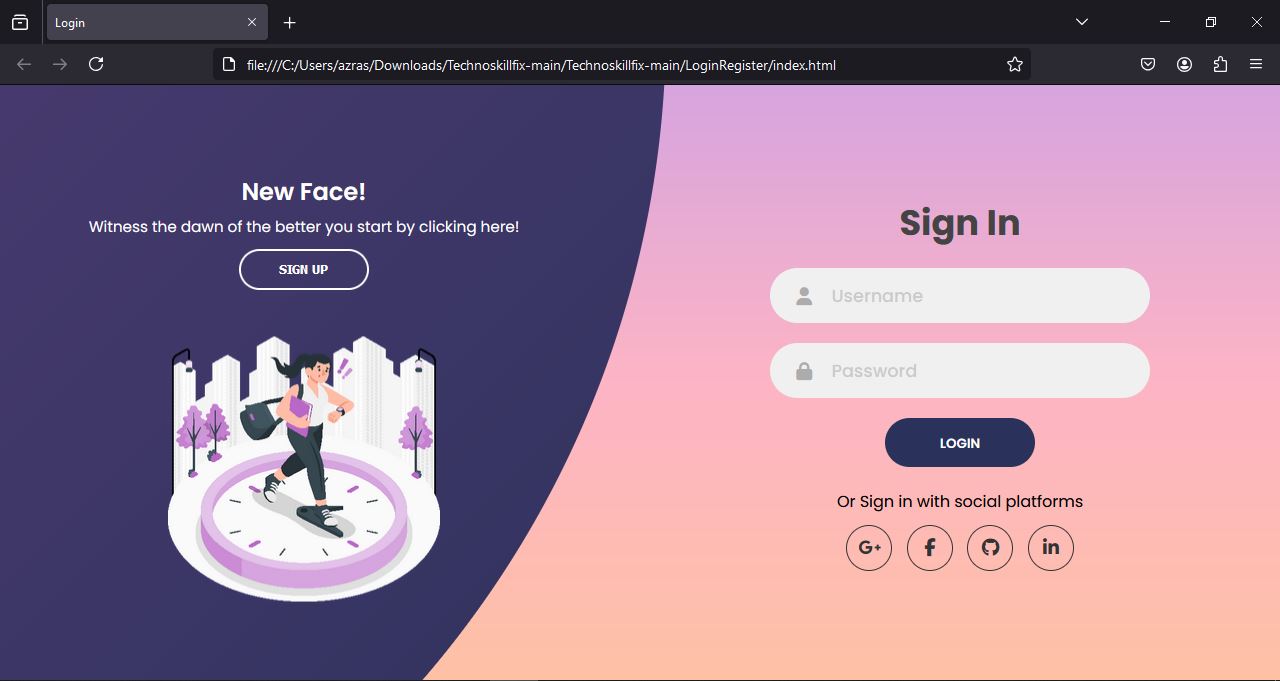 Login
file:///C:/Users/azras/Downloads/Technoskillfix-main/Technoskillfix-main/LoginRegister/index.html
New Face!
Witness the dawn of the better you start by clicking here!
SIGN UP
Sign In
Username
Password
LOGIN
Or Sign in with social platforms
G+
f
in